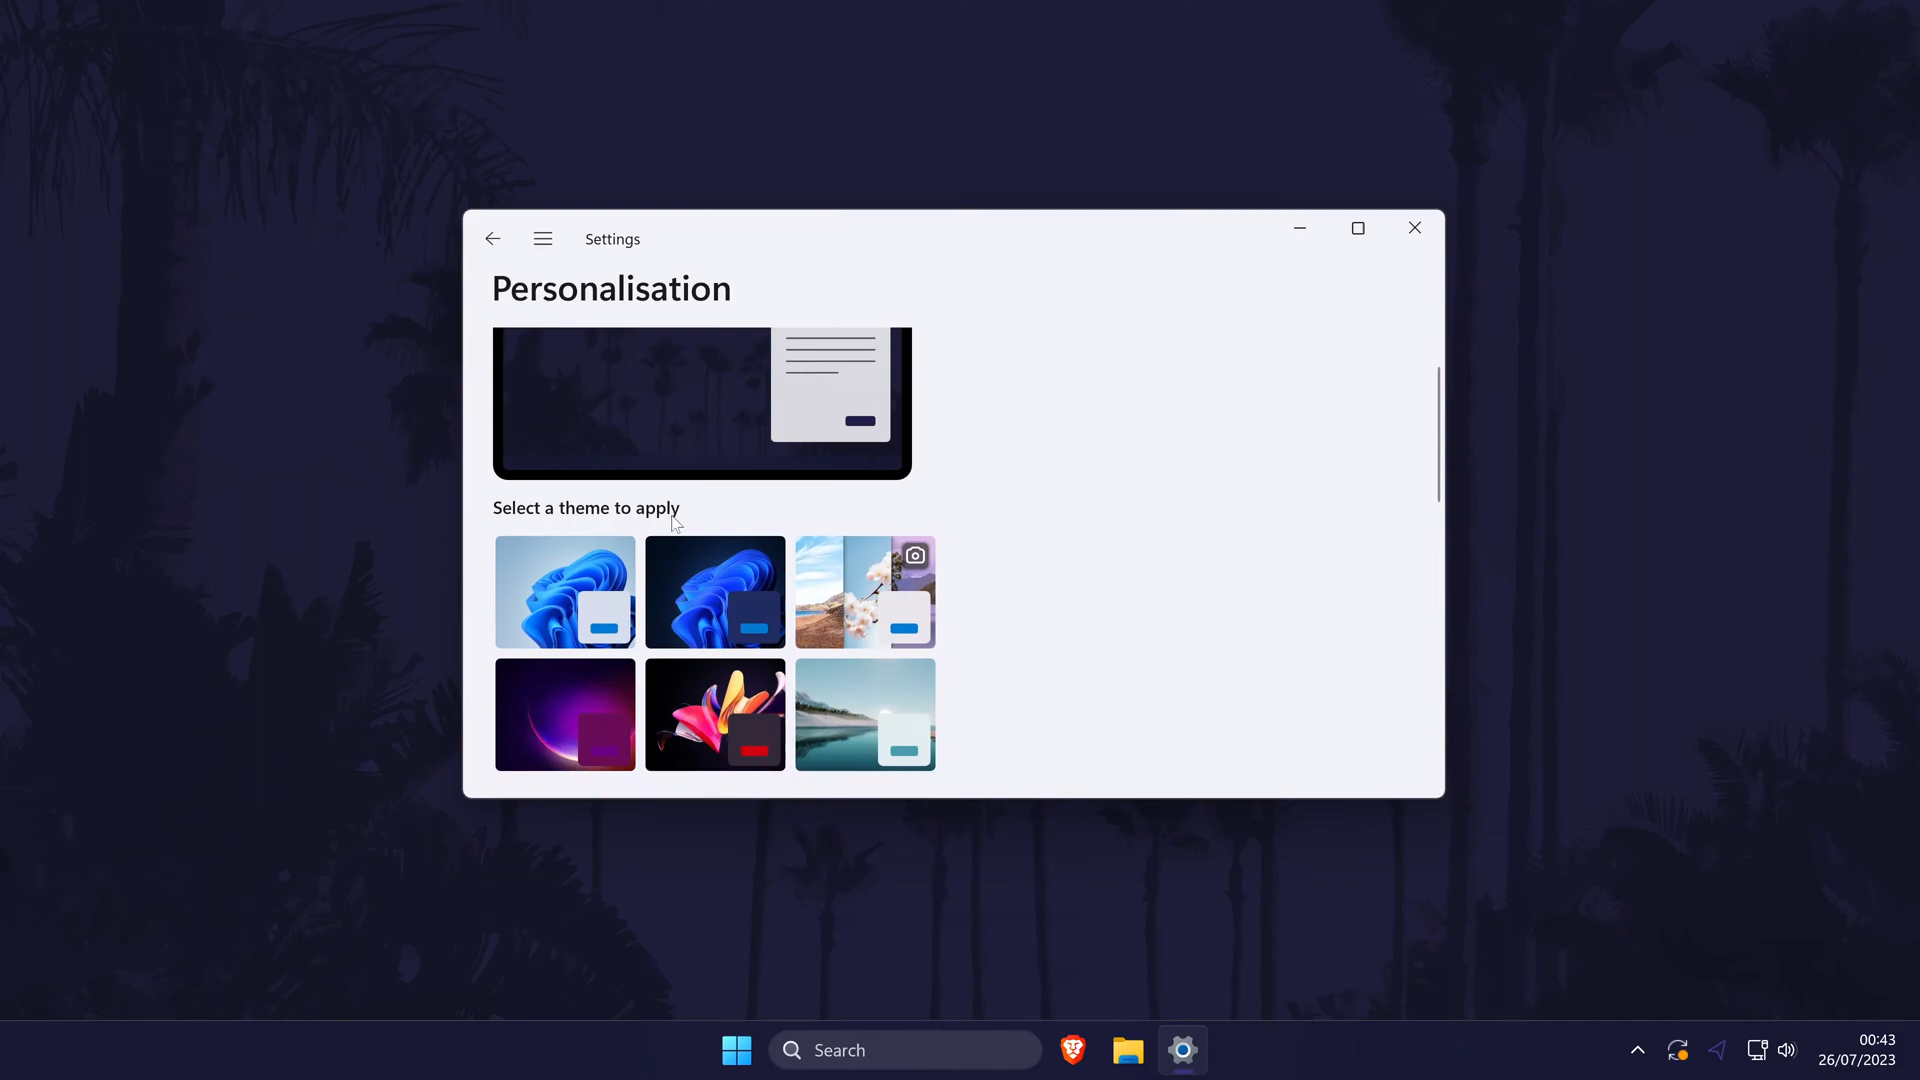 Settings
Personalisation
Select a theme to apply
Search
00:43
26/07/2023